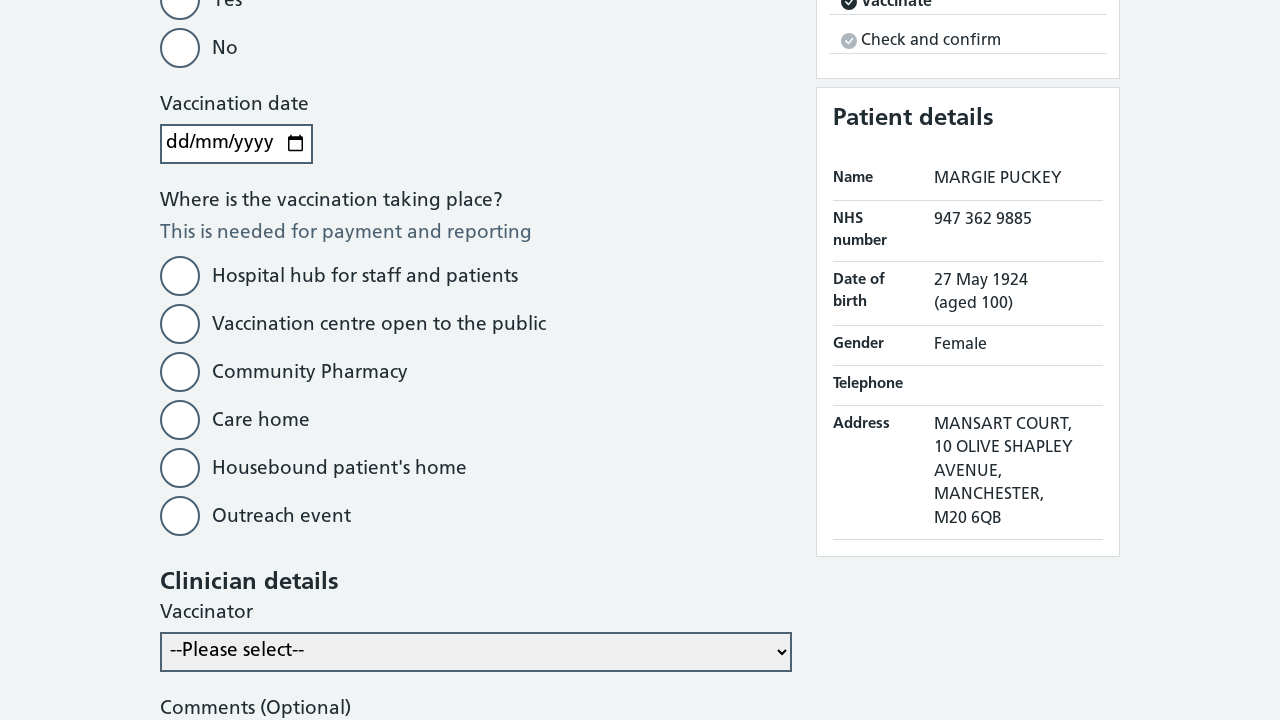 Yes
No
Vaccination date
dd/mm/yyyy
Where is the vaccination taking place?
This is needed for payment and reporting
Hospital hub for staff and patients
Vaccination centre open to the public
Community Pharmacy
Care home
Housebound patient's home
Outreach event
Clinician details
Vaccinator
--Please select--
Comments (Optional)
Vaccinate
Check and confirm
Patient details
Name MARGIE PUCKEY
NHS number 947 362 9885
Date of birth 27 May 1924
(aged 100)
Gender Female
Telephone
Address MANSART COURT,
10 OLIVE SHAPLEY
AVENUE,
MANCHESTER,
M20 6QB